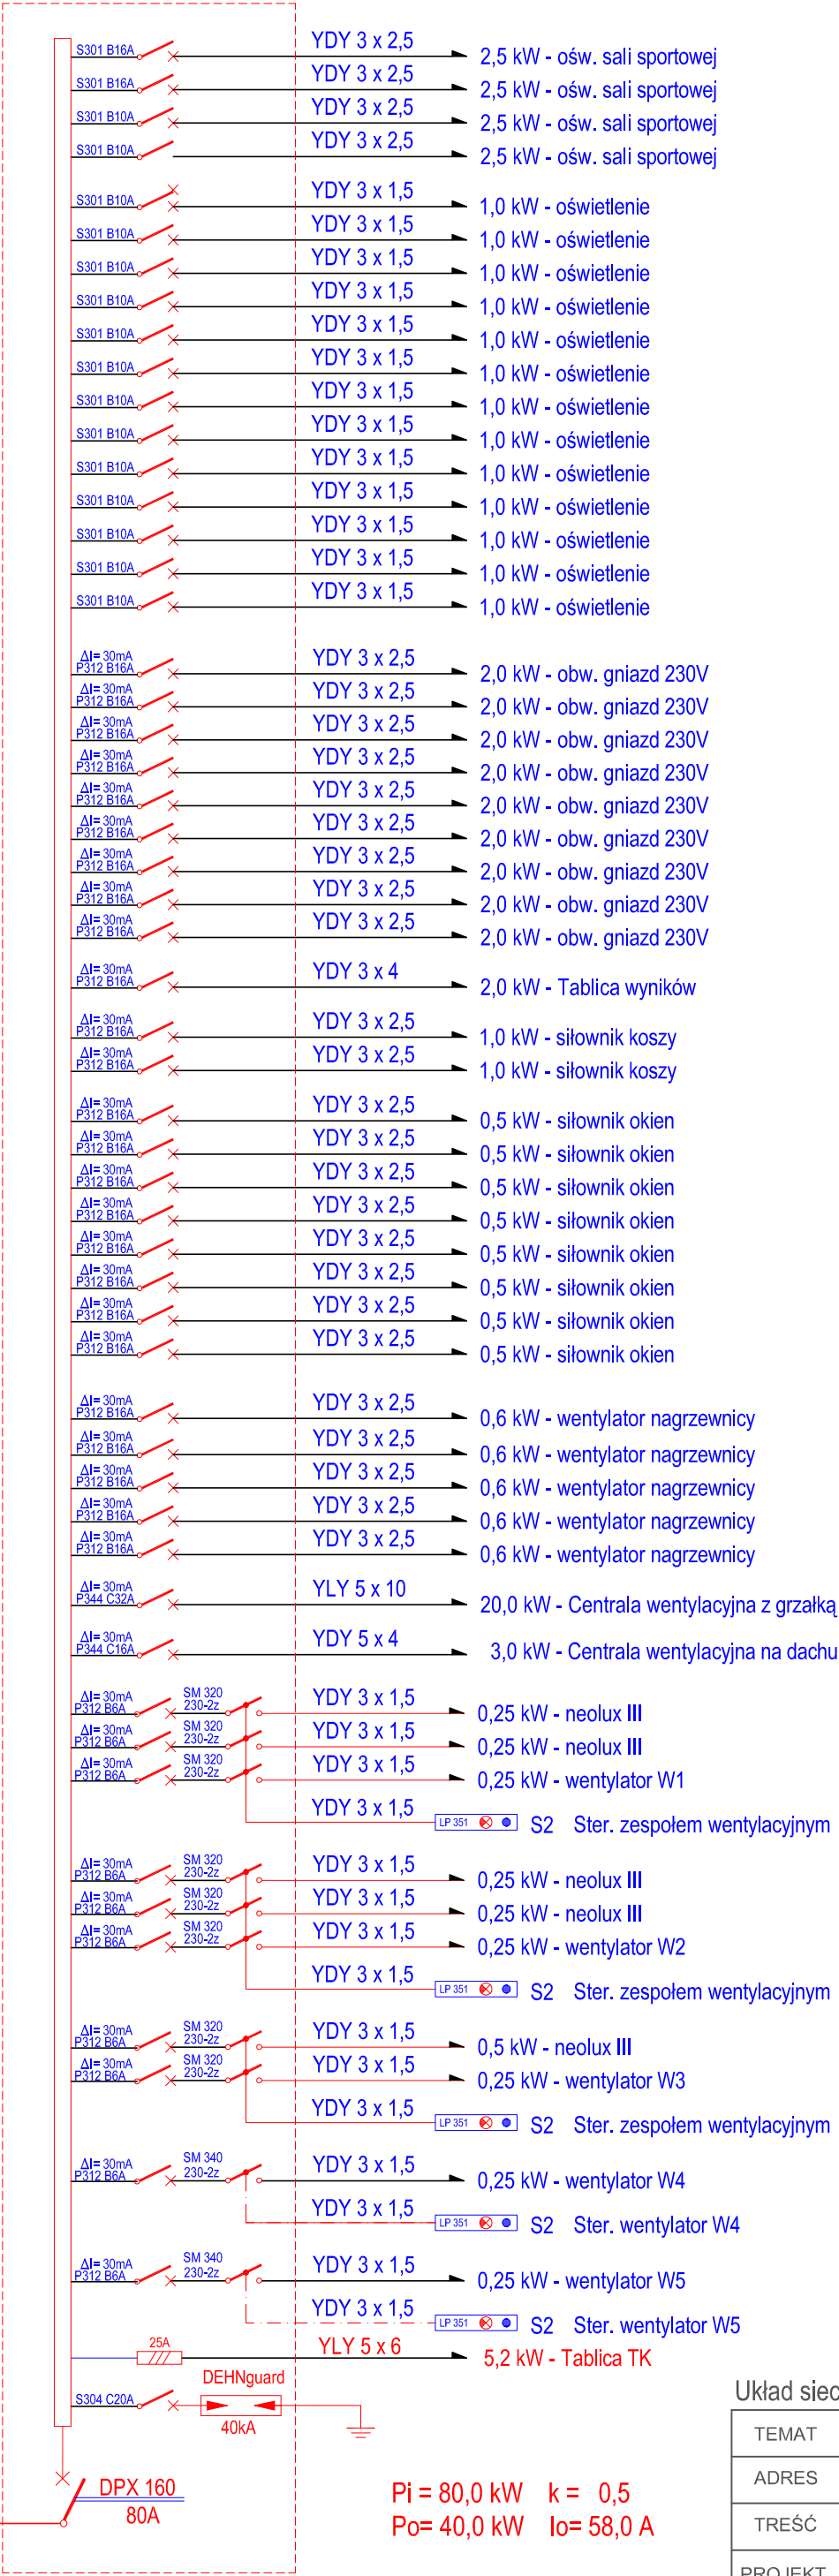 S301 B16A YDY 3 x 2,5 2,5 kW - ośw. sali sportowej
S301 B16A YDY 3 x 2,5 2,5 kW - ośw. sali sportowej
S301 B10A YDY 3 x 2,5 2,5 kW - ośw. sali sportowej
S301 B10A YDY 3 x 2,5 2,5 kW - ośw. sali sportowej
S301 B10A YDY 3 x 1,5 1,0 kW - oświetlenie
S301 B10A YDY 3 x 1,5 1,0 kW - oświetlenie
S301 B10A YDY 3 x 1,5 1,0 kW - oświetlenie
S301 B10A YDY 3 x 1,5 1,0 kW - oświetlenie
S301 B10A YDY 3 x 1,5 1,0 kW - oświetlenie
S301 B10A YDY 3 x 1,5 1,0 kW - oświetlenie
S301 B10A YDY 3 x 1,5 1,0 kW - oświetlenie
S301 B10A YDY 3 x 1,5 1,0 kW - oświetlenie
S301 B10A YDY 3 x 1,5 1,0 kW - oświetlenie
S301 B10A YDY 3 x 1,5 1,0 kW - oświetlenie
S301 B10A YDY 3 x 1,5 1,0 kW - oświetlenie
S301 B10A YDY 3 x 1,5 1,0 kW - oświetlenie
S301 B10A YDY 3 x 1,5 1,0 kW - oświetlenie
ΔI= 30mA
P312 B16A YDY 3 x 2,5 2,0 kW - obw. gniazd 230V
ΔI= 30mA
P312 B16A YDY 3 x 2,5 2,0 kW - obw. gniazd 230V
ΔI= 30mA
P312 B16A YDY 3 x 2,5 2,0 kW - obw. gniazd 230V
ΔI= 30mA
P312 B16A YDY 3 x 2,5 2,0 kW - obw. gniazd 230V
ΔI= 30mA
P312 B16A YDY 3 x 2,5 2,0 kW - obw. gniazd 230V
ΔI= 30mA
P312 B16A YDY 3 x 2,5 2,0 kW - obw. gniazd 230V
ΔI= 30mA
P312 B16A YDY 3 x 2,5 2,0 kW - obw. gniazd 230V
ΔI= 30mA
P312 B16A YDY 3 x 2,5 2,0 kW - obw. gniazd 230V
ΔI= 30mA
P312 B16A YDY 3 x 2,5 2,0 kW - obw. gniazd 230V
ΔI= 30mA
P312 B16A YDY 3 x 4 2,0 kW - Tablica wyników
ΔI= 30mA
P312 B16A YDY 3 x 2,5 1,0 kW - siłownik koszy
ΔI= 30mA
P312 B16A YDY 3 x 2,5 1,0 kW - siłownik koszy
ΔI= 30mA
P312 B16A YDY 3 x 2,5 0,5 kW - siłownik okien
ΔI= 30mA
P312 B16A YDY 3 x 2,5 0,5 kW - siłownik okien
ΔI= 30mA
P312 B16A YDY 3 x 2,5 0,5 kW - siłownik okien
ΔI= 30mA
P312 B16A YDY 3 x 2,5 0,5 kW - siłownik okien
ΔI= 30mA
P312 B16A YDY 3 x 2,5 0,5 kW - siłownik okien
ΔI= 30mA
P312 B16A YDY 3 x 2,5 0,5 kW - siłownik okien
ΔI= 30mA
P312 B16A YDY 3 x 2,5 0,5 kW - siłownik okien
ΔI= 30mA
P312 B16A YDY 3 x 2,5 0,5 kW - siłownik okien
ΔI= 30mA
P312 B16A YDY 3 x 2,5 0,6 kW - wentylator nagrzewnicy
ΔI= 30mA
P312 B16A YDY 3 x 2,5 0,6 kW - wentylator nagrzewnicy
ΔI= 30mA
P312 B16A YDY 3 x 2,5 0,6 kW - wentylator nagrzewnicy
ΔI= 30mA
P312 B16A YDY 3 x 2,5 0,6 kW - wentylator nagrzewnicy
ΔI= 30mA
P312 B16A YDY 3 x 2,5 0,6 kW - wentylator nagrzewnicy
ΔI= 30mA
P344 C32A YLY 5 x 10 20,0 kW - Centrala wentylacyjna z grzałką
ΔI= 30mA
P344 C16A YDY 5 x 4 3,0 kW - Centrala wentylacyjna na dachu
ΔI= 30mA SM 320
P312 B6A 230-2z YDY 3 x 1,5 0,25 kW - neolux III
ΔI= 30mA SM 320
P312 B6A 230-2z YDY 3 x 1,5 0,25 kW - neolux III
ΔI= 30mA SM 320
P312 B6A 230-2z YDY 3 x 1,5 0,25 kW - wentylator W1
YDY 3 x 1,5 LP 351 S2 Ster. zespołem wentylacyjnym
ΔI= 30mA SM 320
P312 B6A 230-2z YDY 3 x 1,5 0,25 kW - neolux III
ΔI= 30mA SM 320
P312 B6A 230-2z YDY 3 x 1,5 0,25 kW - neolux III
ΔI= 30mA SM 320
P312 B6A 230-2z YDY 3 x 1,5 0,25 kW - wentylator W2
YDY 3 x 1,5 LP 351 S2 Ster. zespołem wentylacyjnym
ΔI= 30mA SM 320
P312 B6A 230-2z YDY 3 x 1,5 0,5 kW - neolux III
ΔI= 30mA SM 320
P312 B6A 230-2z YDY 3 x 1,5 0,25 kW - wentylator W3
YDY 3 x 1,5 LP 351 S2 Ster. zespołem wentylacyjnym
ΔI= 30mA SM 340
P312 B6A 230-2z YDY 3 x 1,5 0,25 kW - wentylator W4
YDY 3 x 1,5 LP 351 S2 Ster. wentylator W4
ΔI= 30mA SM 340
P312 B6A 230-2z YDY 3 x 1,5 0,25 kW - wentylator W5
YDY 3 x 1,5 LP 351 S2 Ster. wentylator W5
25A YLY 5 x 6 5,2 kW - Tablica TK
DEHNguard
S304 C20A
40kA
Układ siec
TEMAT
ADRES
TREŚĆ
PROJEKT
DPX 160
80A
Pi = 80,0 kW k = 0,5
Po= 40,0 kW Io= 58,0 A